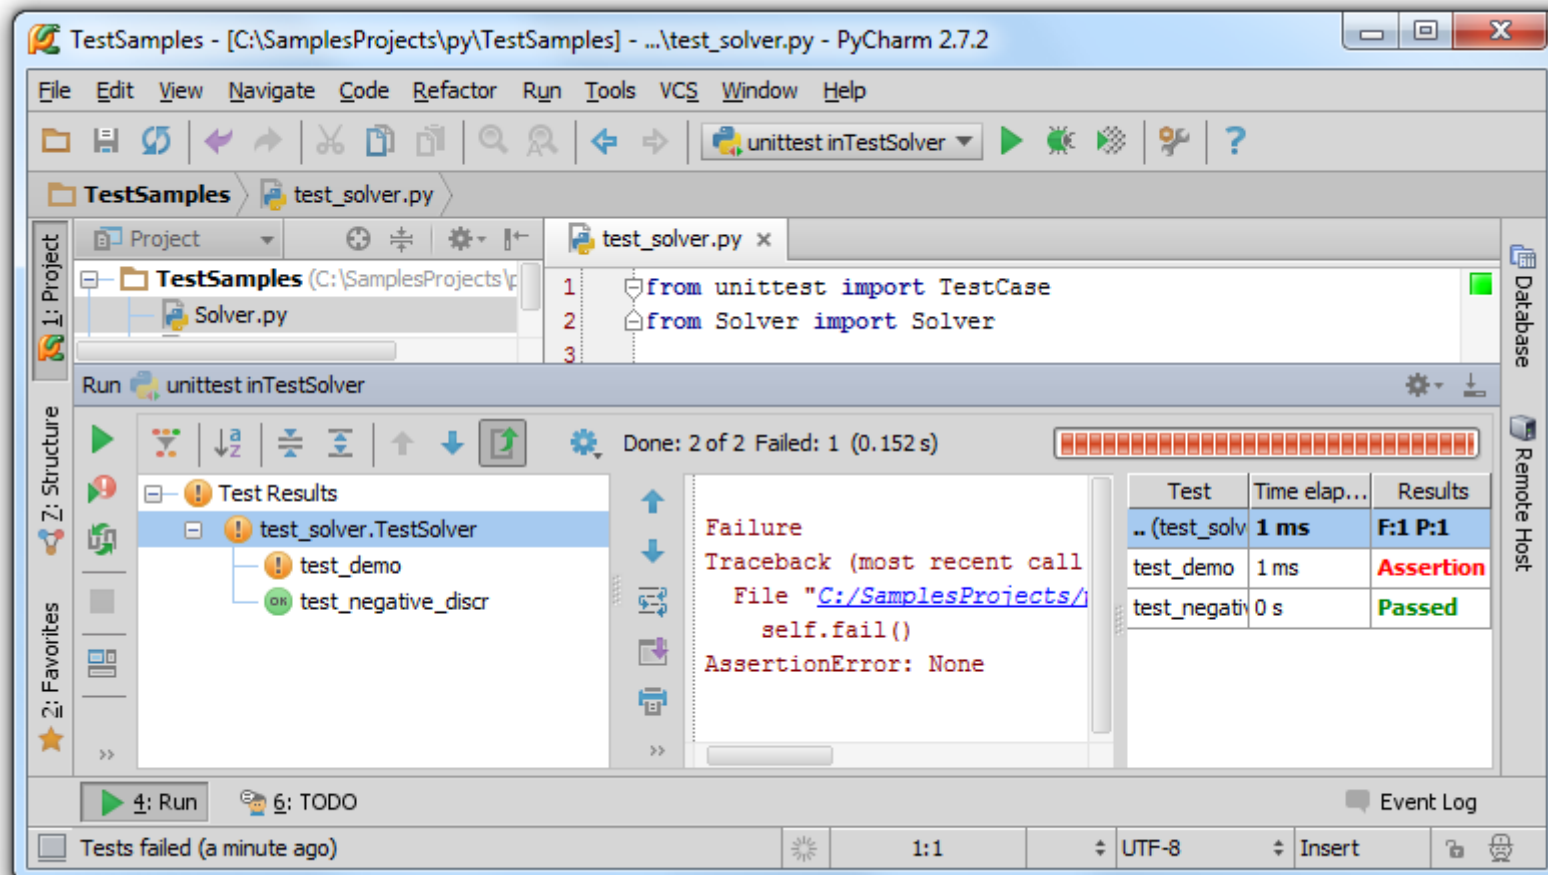 TestSamples - [C:\SamplesProjects\py\TestSamples] - ...\test_solver.py - PyCharm 2.7.2
File Edit View Navigate Code Refactor Run Tools VCS Window Help
unittest inTestSolver
TestSamples test_solver.py
1: Project
Project
test_solver.py
TestSamples (C:\SamplesProjects\p
Solver.py
1 from unittest import TestCase
2 from Solver import Solver
3
Database
Remote Host
Run unittest inTestSolver
Z: Structure
2: Favorites
Done: 2 of 2 Failed: 1 (0.152 s)
Test Results
test_solver.TestSolver
test_demo
OK test_negative_discr
Failure
Traceback (most recent call
File "C:/SamplesProjects/
self.fail()
AssertionError: None
Test Time elap... Results
.. (test_solv 1 ms F:1 P:1
test_demo 1 ms Assertion
test_negativ 0 s Passed
4: Run 6: TODO Event Log
Tests failed (a minute ago) 1:1 UTF-8 Insert